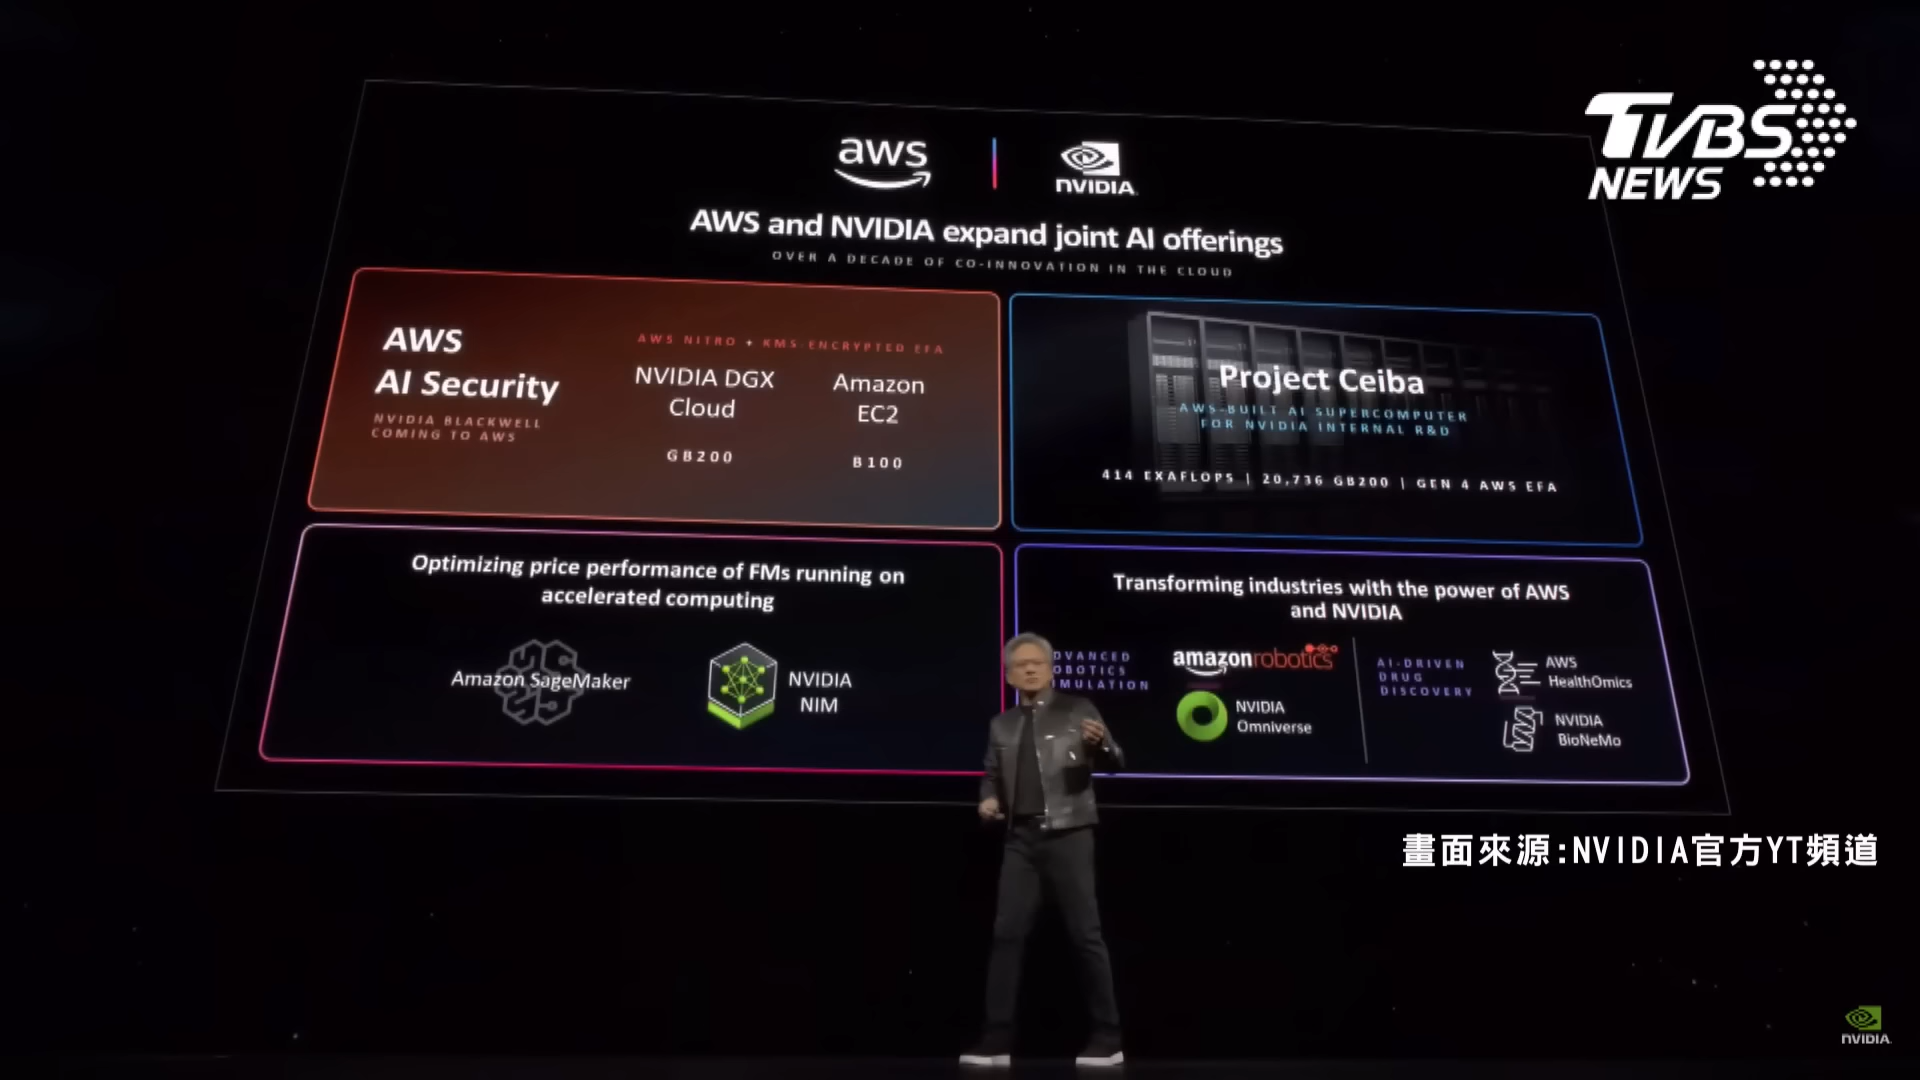 TVBS
NEWS
aws
NVIDIA
AWS and NVIDIA expand joint AI offerings
OVER A DECADE OF CO-INNOVATION IN THE CLOUD
AWS
AI Security
NVIDIA BLACKWELL
COMING TO AWS
AWS NITRO + KMS-ENCRYPTED EFA
NVIDIA DGX
Cloud
GB200
Amazon
EC2
B100
Project Ceiba
AWS-BUILT AI SUPERCOMPUTER
FOR NVIDIA INTERNAL R&D
414 EXAFLOPS | 20,736 GB200 | GEN 4 AWS EFA
Optimizing price performance of FMs running on
accelerated computing
Amazon SageMaker
NVIDIA
NIM
Transforming industries with the power of AWS
and NVIDIA
DVANCED
OBOTICS
IMULATION
amazonrobotics
NVIDIA
Omniverse
AI-DRIVEN
DRUG
DISCOVERY
AWS
HealthOmics
NVIDIA
BioNeMo
畫面來源:NVIDIA官方YT頻道
NVIDIA